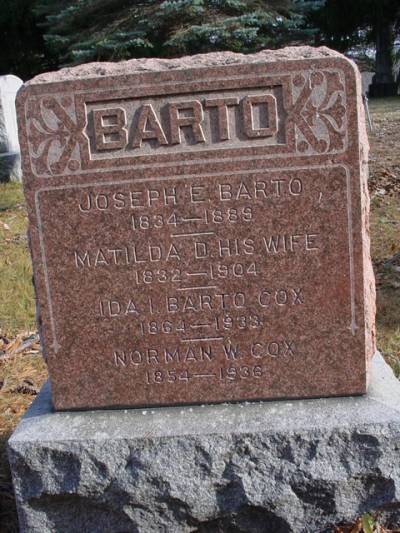 BARTO
JOSEPH E. BARTO
1834—1889
MATILDA D. HIS WIFE
1832—1904
IDA I. BARTO COX
1864—1933
NORMAN W. COX
1854—1936